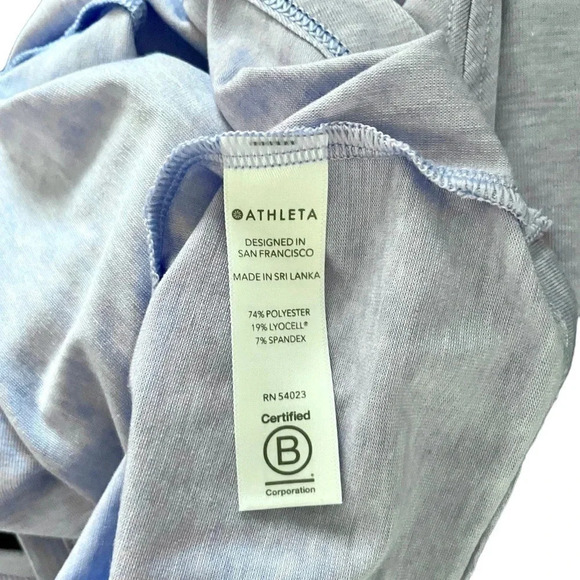 ATHLETA
DESIGNED IN
SAN FRANCISCO
MADE IN SRI LANKA
74% POLYESTER
19% LYOCELL®
7% SPANDEX
RN 54023
Certified
B
Corporation